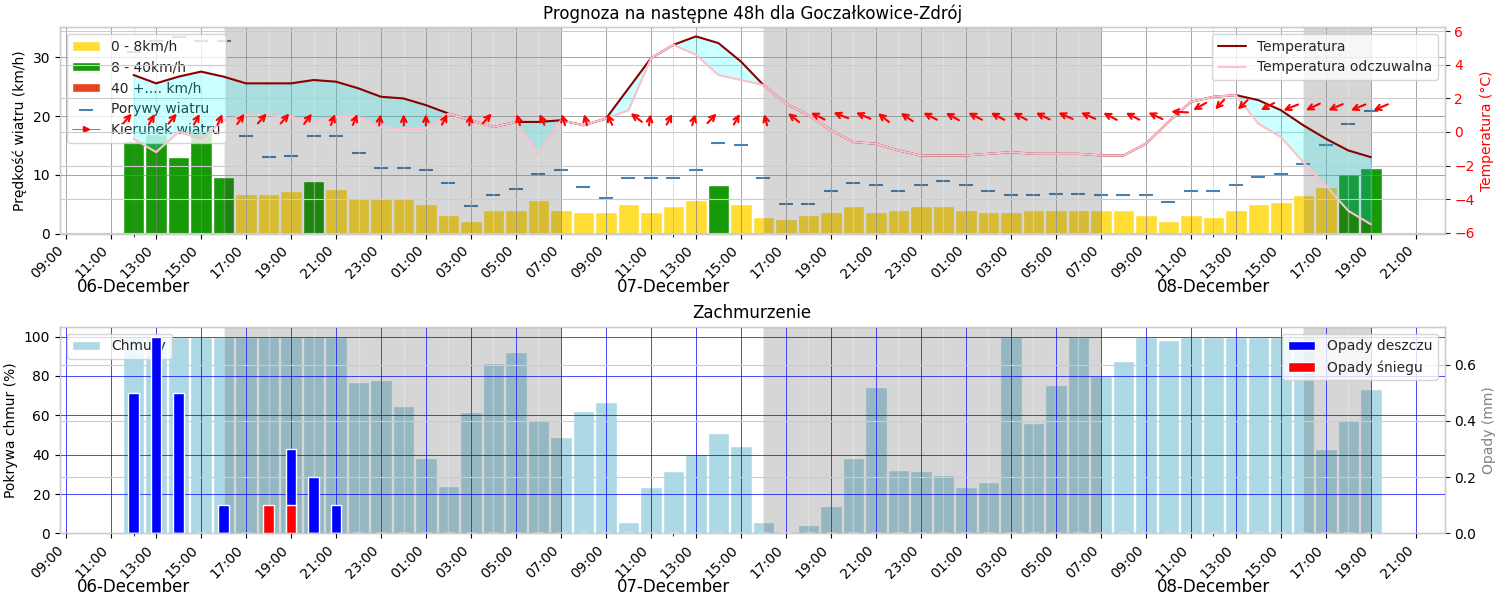 Prognoza na następne 48h dla Goczałkowice-Zdrój
0 - 8km/h
8 - 40km/h
40 +.... km/h
Porywy wiatru
Kierunek wiatru
Temperatura
Temperatura odczuwalna
Prędkość wiatru (km/h)
30
20
10
0
Temperatura (°C)
6
4
2
0
−2
−4
−6
09:00 11:00 13:00 15:00 17:00 19:00 21:00 23:00 01:00 03:00 05:00 07:00 09:00 11:00 13:00 15:00 17:00 19:00 21:00 23:00 01:00 03:00 05:00 07:00 09:00 11:00 13:00 15:00 17:00 19:00 21:00
06-December 07-December 08-December
Zachmurzenie
Chmury
Opady deszczu
Opady śniegu
Pokrywa chmur (%)
100
80
60
40
20
0
Opady (mm)
0.6
0.4
0.2
0.0
09:00 11:00 13:00 15:00 17:00 19:00 21:00 23:00 01:00 03:00 05:00 07:00 09:00 11:00 13:00 15:00 17:00 19:00 21:00 23:00 01:00 03:00 05:00 07:00 09:00 11:00 13:00 15:00 17:00 19:00 21:00
06-December 07-December 08-December